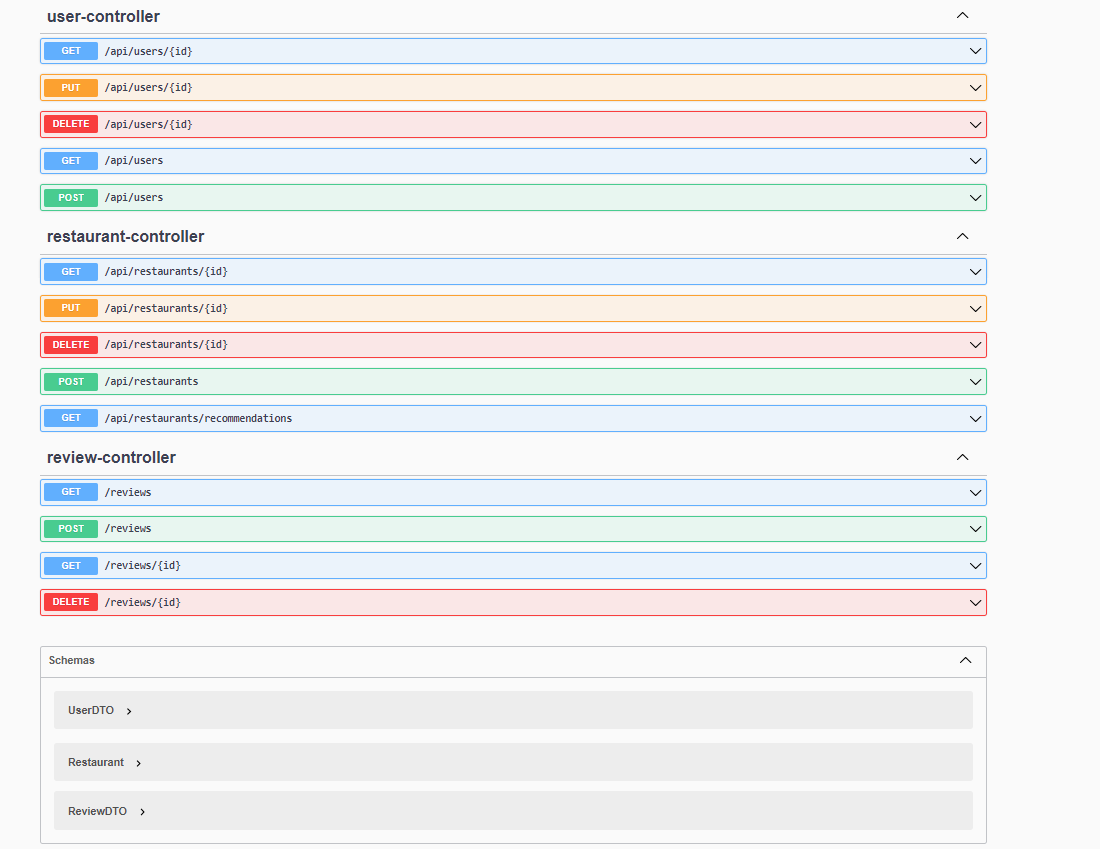 user-controller
GET /api/users/{id}
PUT /api/users/{id}
DELETE /api/users/{id}
GET /api/users
POST /api/users
restaurant-controller
GET /api/restaurants/{id}
PUT /api/restaurants/{id}
DELETE /api/restaurants/{id}
POST /api/restaurants
GET /api/restaurants/recommendations
review-controller
GET /reviews
POST /reviews
GET /reviews/{id}
DELETE /reviews/{id}
Schemas
UserDTO
Restaurant
ReviewDTO